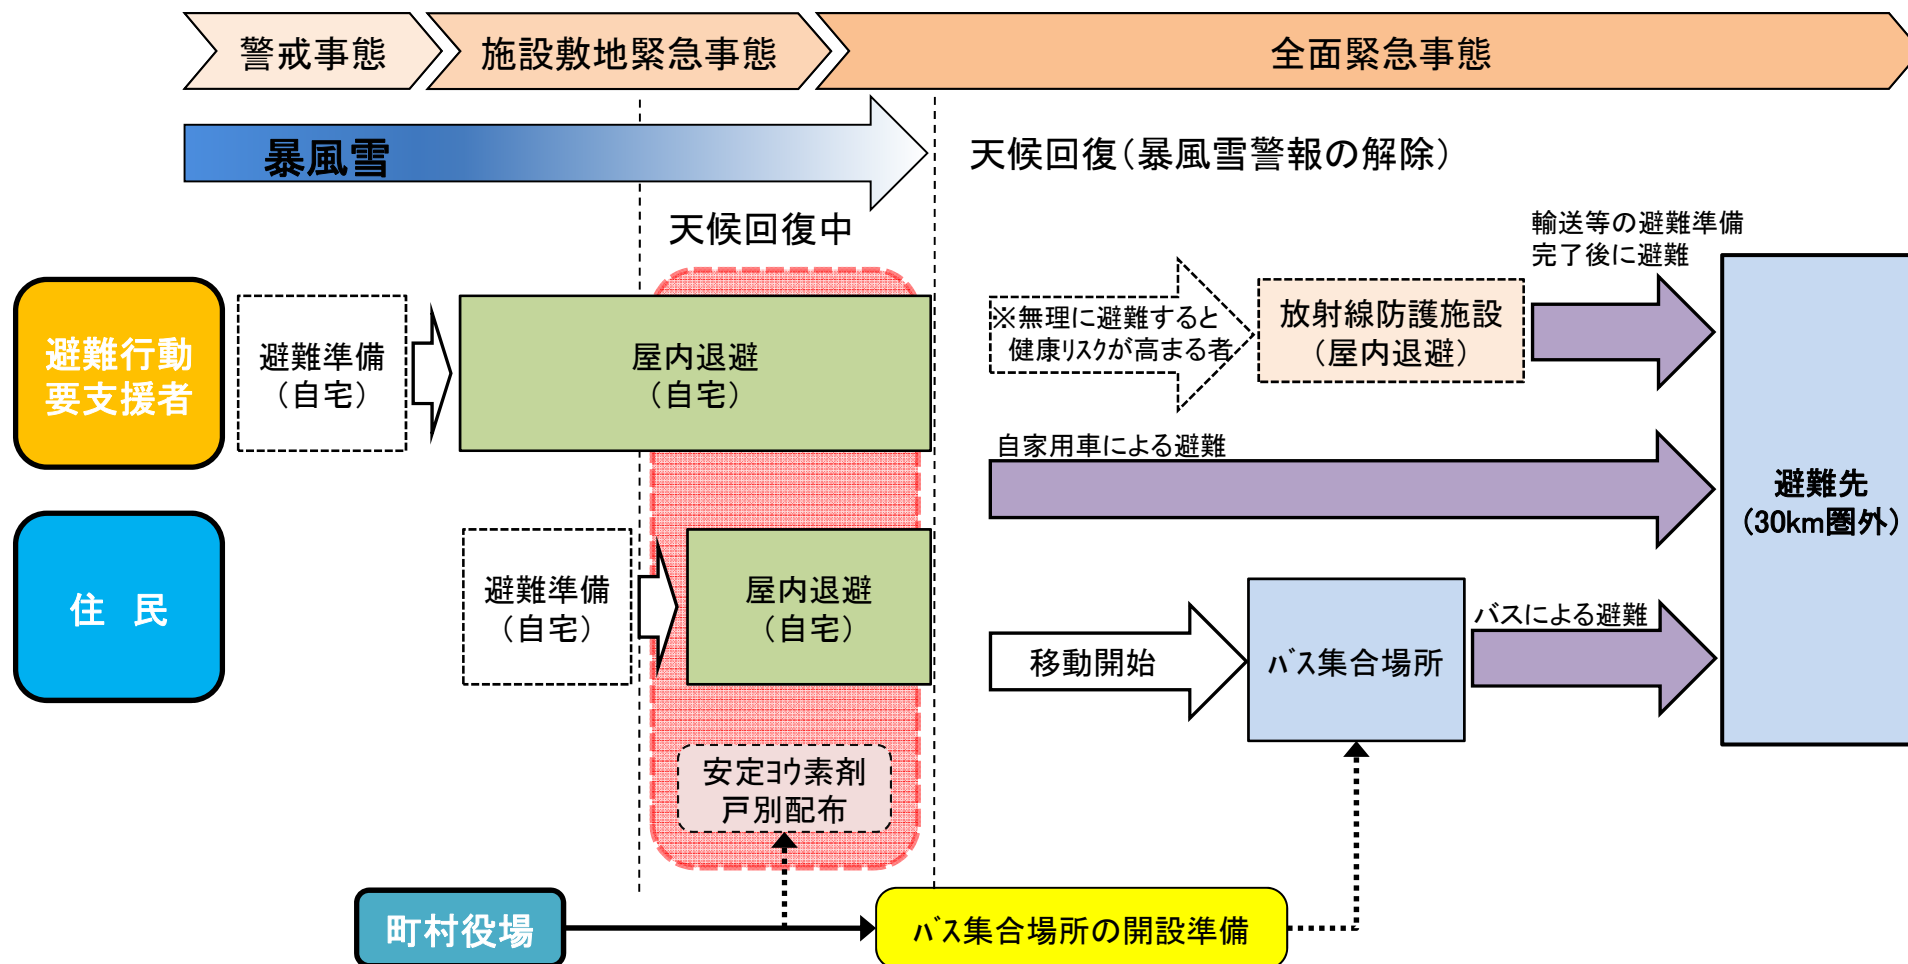 警戒事態
施設敷地緊急事態
全面緊急事態
暴風雪
天候回復(暴風雪警報の解除)
天候回復中
輸送等の避難準備
完了後に避難
避難行動
要支援者
避難準備
(自宅)
屋内退避
(自宅)
※無理に避難すると
健康ﾘｽｸが高まる者
放射線防護施設
(屋内退避)
自家用車による避難
避難先
(30km圏外)
住 民
避難準備
(自宅)
屋内退避
(自宅)
移動開始
ﾊﾞｽ集合場所
バスによる避難
安定ﾖｳ素剤
戸別配布
町村役場
ﾊﾞｽ集合場所の開設準備